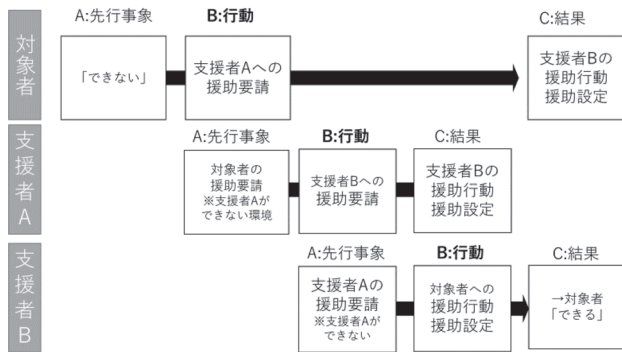 A:先行事象
B:行動
C:結果
対象者
「できない」
支援者Aへの
援助要請
支援者Bの
援助行動
援助設定
A:先行事象
B:行動
C:結果
支援者A
対象者の
援助要請
※支援者Aが
できない環境
支援者Bへの
援助要請
支援者Bの
援助行動
援助設定
A:先行事象
B:行動
C:結果
支援者B
支援者Aの
援助要請
※支援者Aが
できない
対象者への
援助行動
援助設定
→対象者
「できる」